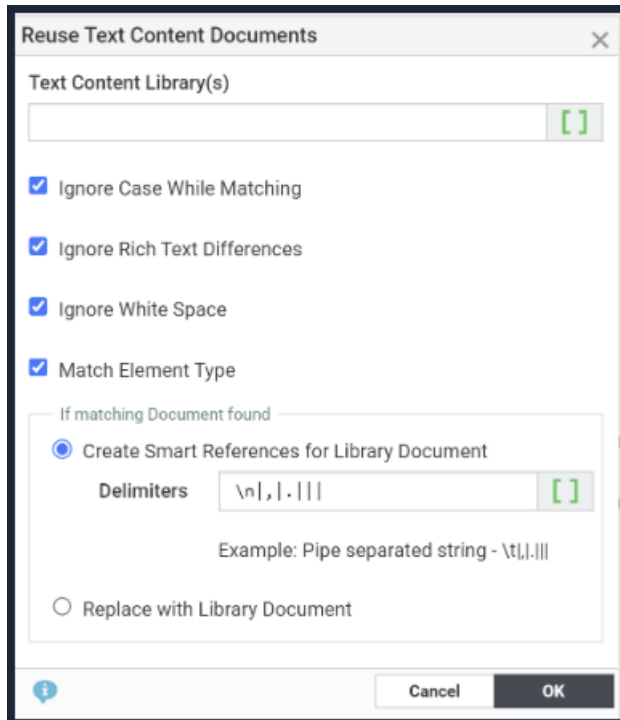 Reuse Text Content Documents
Text Content Library(s)
[ ]
Ignore Case While Matching
Ignore Rich Text Differences
Ignore White Space
Match Element Type
If matching Document found
Create Smart References for Library Document
Delimiters \n|,|.||| [ ]
Example: Pipe separated string - \t|,|.|||
Replace with Library Document
Cancel OK